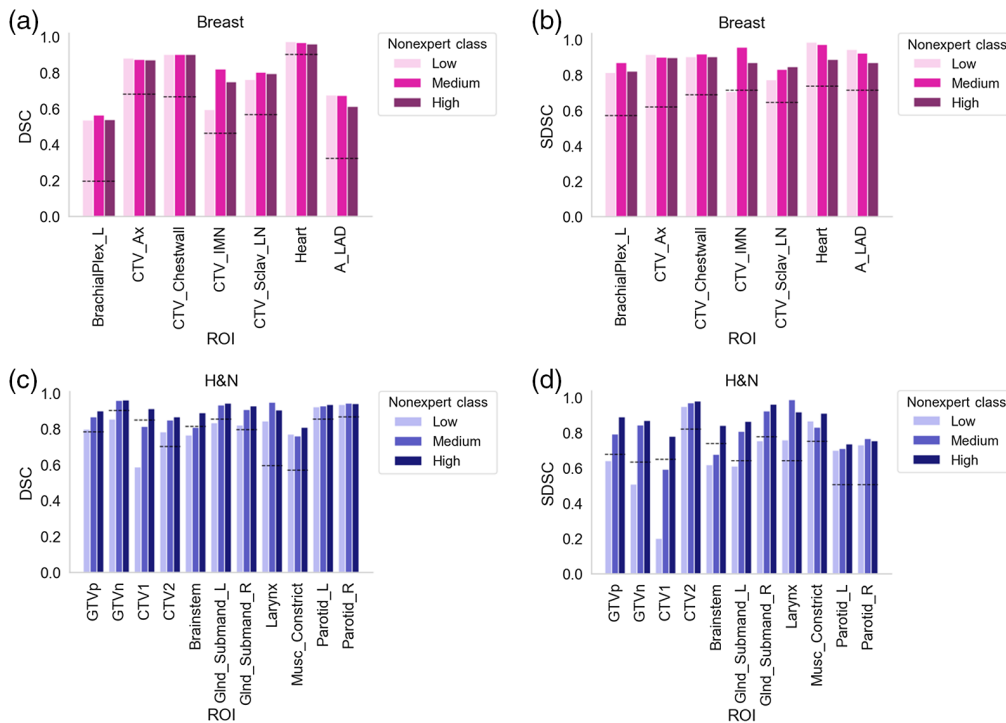 (a)
Breast
DSC
1.0
0.8
0.6
0.4
0.2
0.0
BrachialPlex_L
CTV_Ax
CTV_Chestwall
CTV_IMN
CTV_Sclav_LN
Heart
A_LAD
ROI
Nonexpert class
Low
Medium
High
(b)
Breast
SDSC
1.0
0.8
0.6
0.4
0.2
0.0
BrachialPlex_L
CTV_Ax
CTV_Chestwall
CTV_IMN
CTV_Sclav_LN
Heart
A_LAD
ROI
Nonexpert class
Low
Medium
High
(c)
H&N
DSC
1.0
0.8
0.6
0.4
0.2
0.0
GTVp
GTVn
CTV1
CTV2
Brainstem
Glnd_Submand_L
Glnd_Submand_R
Larynx
Musc_Constrict
Parotid_L
Parotid_R
ROI
Nonexpert class
Low
Medium
High
(d)
H&N
SDSC
1.0
0.8
0.6
0.4
0.2
0.0
GTVp
GTVn
CTV1
CTV2
Brainstem
Glnd_Submand_L
Glnd_Submand_R
Larynx
Musc_Constrict
Parotid_L
Parotid_R
ROI
Nonexpert class
Low
Medium
High